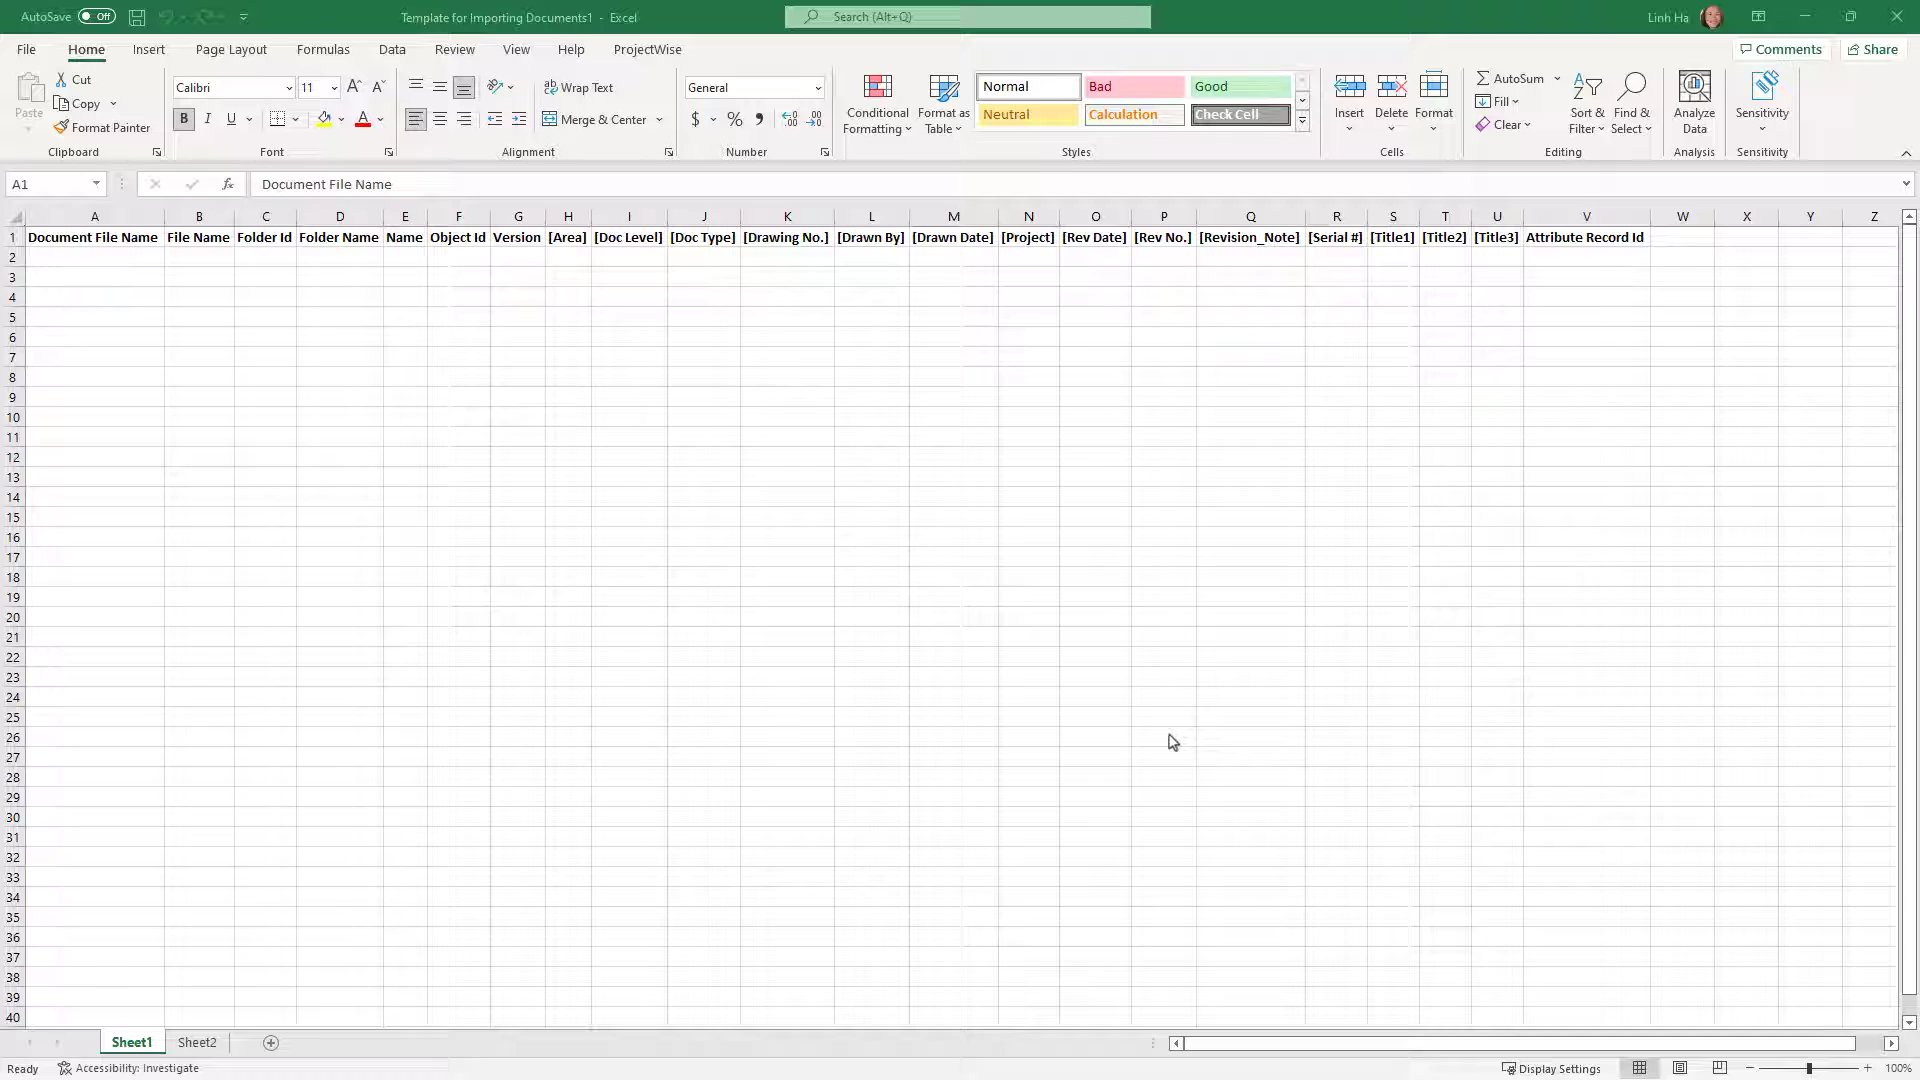 AutoSave Off Template for Importing Documents1 - Excel Search (Alt+Q) Linh Ha
File Home Insert Page Layout Formulas Data Review View Help ProjectWise Comments Share
Paste
Cut
Copy
Format Painter
Clipboard
Calibri 11
B I U
Font
Wrap Text
Merge & Center
Alignment
General
$ % ,
Number
Conditional Formatting
Format as Table
Normal Bad Good
Neutral Calculation Check Cell
Styles
Insert Delete Format
Cells
AutoSum
Fill
Clear
Sort & Filter
Find & Select
Editing
Analyze Data
Analysis
Sensitivity
Sensitivity
A1 fx Document File Name
A B C D E F G H I J K L M N O P Q R S T U V W X Y Z
1 Document File Name File Name Folder Id Folder Name Name Object Id Version [Area] [Doc Level] [Doc Type] [Drawing No.] [Drawn By] [Drawn Date] [Project] [Rev Date] [Rev No.] [Revision_Note] [Serial #] [Title1] [Title2] [Title3] Attribute Record Id
2
3
4
5
6
7
8
9
10
11
12
13
14
15
16
17
18
19
20
21
22
23
24
25
26
27
28
29
30
31
32
33
34
35
36
37
38
39
40
Sheet1 Sheet2
Ready Accessibility: Investigate Display Settings 100%